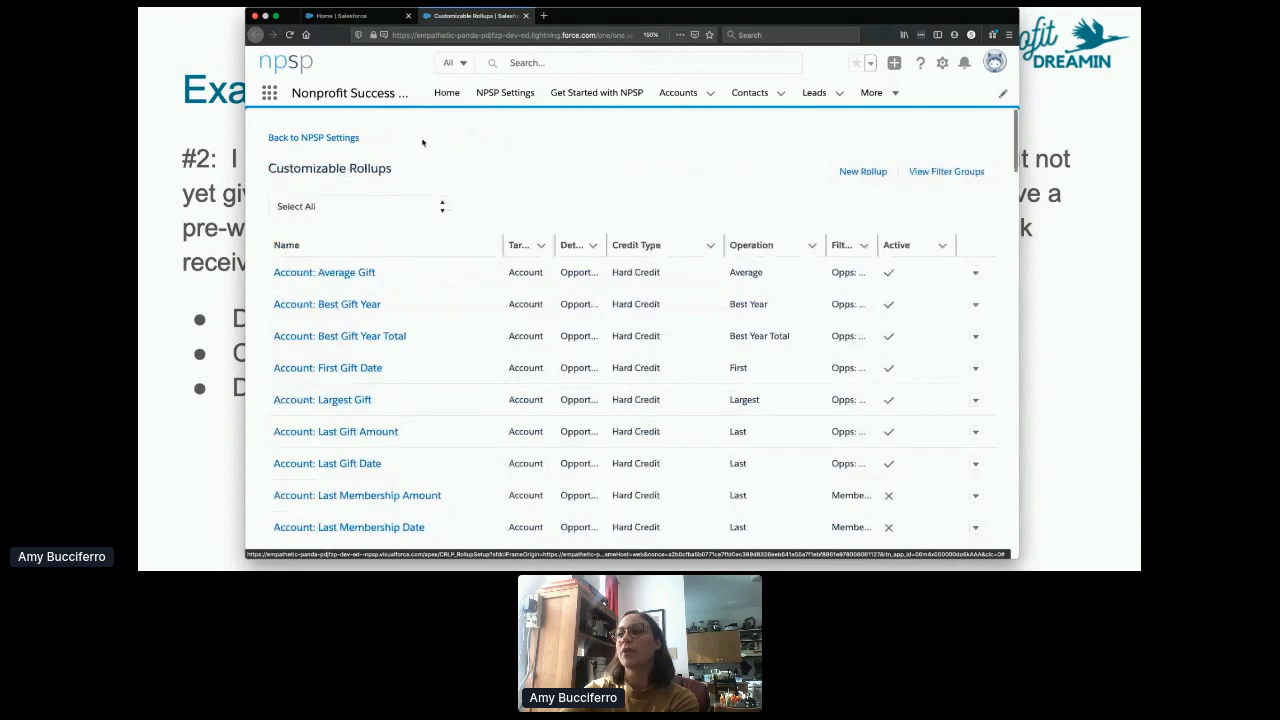 Home | Salesforce
Customizable Rollups | Salesf
150%
Search
ofit
DREAMIN
npsp
All
Search...
Nonprofit Success ...
Home
NPSP Settings
Get Started with NPSP
Accounts
Contacts
Leads
More
Exa
#2: I
t not
yet giv
ve a
pre-w
k
receiv
D
C
D
Back to NPSP Settings
Customizable Rollups
New Rollup
View Filter Groups
Select All
Name Tar... Det... Credit Type Operation Filt... Active
Account: Average Gift Account Opport... Hard Credit Average Opps: ...
Account: Best Gift Year Account Opport... Hard Credit Best Year Opps: ...
Account: Best Gift Year Total Account Opport... Hard Credit Best Year Total Opps: ...
Account: First Gift Date Account Opport... Hard Credit First Opps: ...
Account: Largest Gift Account Opport... Hard Credit Largest Opps: ...
Account: Last Gift Amount Account Opport... Hard Credit Last Opps: ...
Account: Last Gift Date Account Opport... Hard Credit Last Opps: ...
Account: Last Membership Amount Account Opport... Hard Credit Last Membe...
Account: Last Membership Date Account Opport... Hard Credit Last Membe...
Amy Bucciferro
Amy Bucciferro